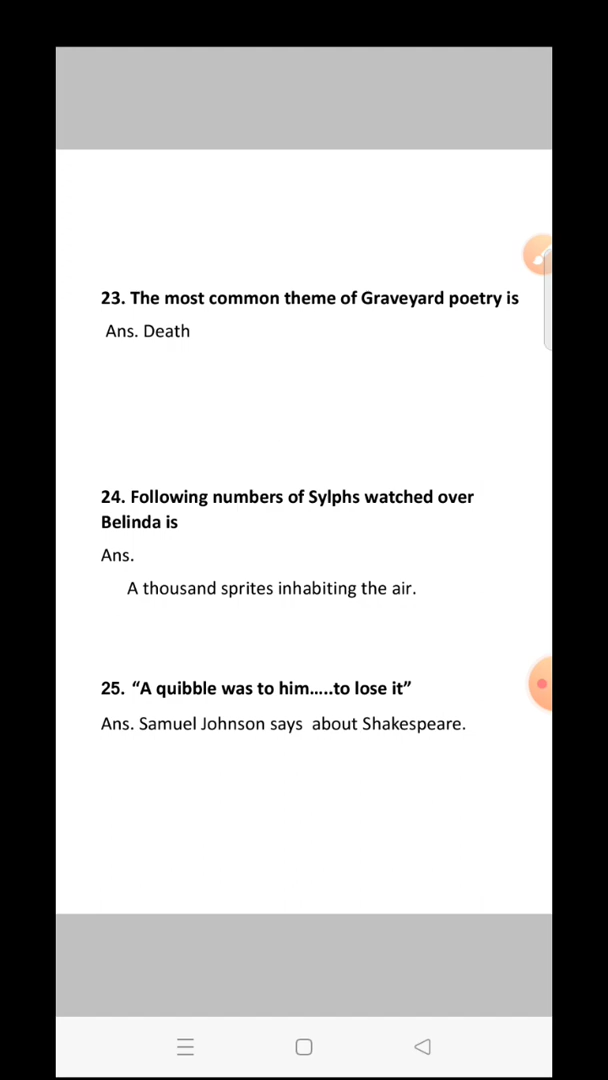 23. The most common theme of Graveyard poetry is
Ans. Death
24. Following numbers of Sylphs watched over
Belinda is
Ans.
A thousand sprites inhabiting the air.
25. “A quibble was to him.....to lose it”
Ans. Samuel Johnson says  about Shakespeare.